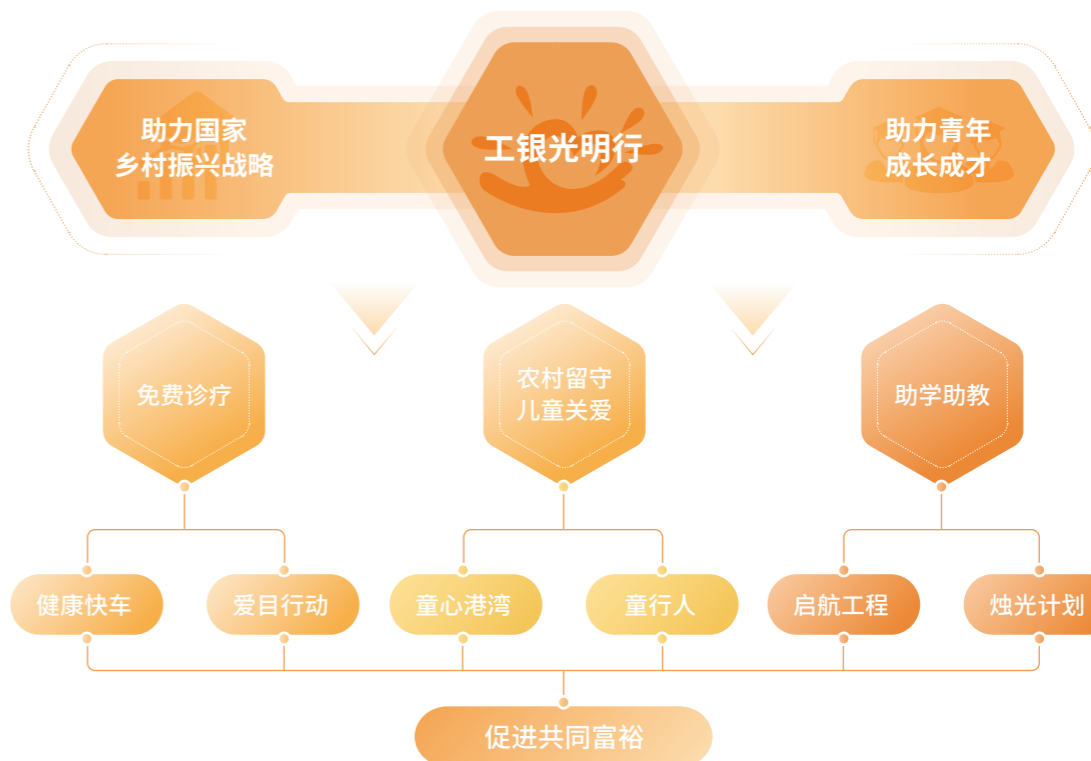 助力国家
乡村振兴战略
工银光明行
助力青年
成长成才
免费诊疗
农村留守
儿童关爱
助学助教
健康快车
爱目行动
童心港湾
童行人
启航工程
烛光计划
促进共同富裕